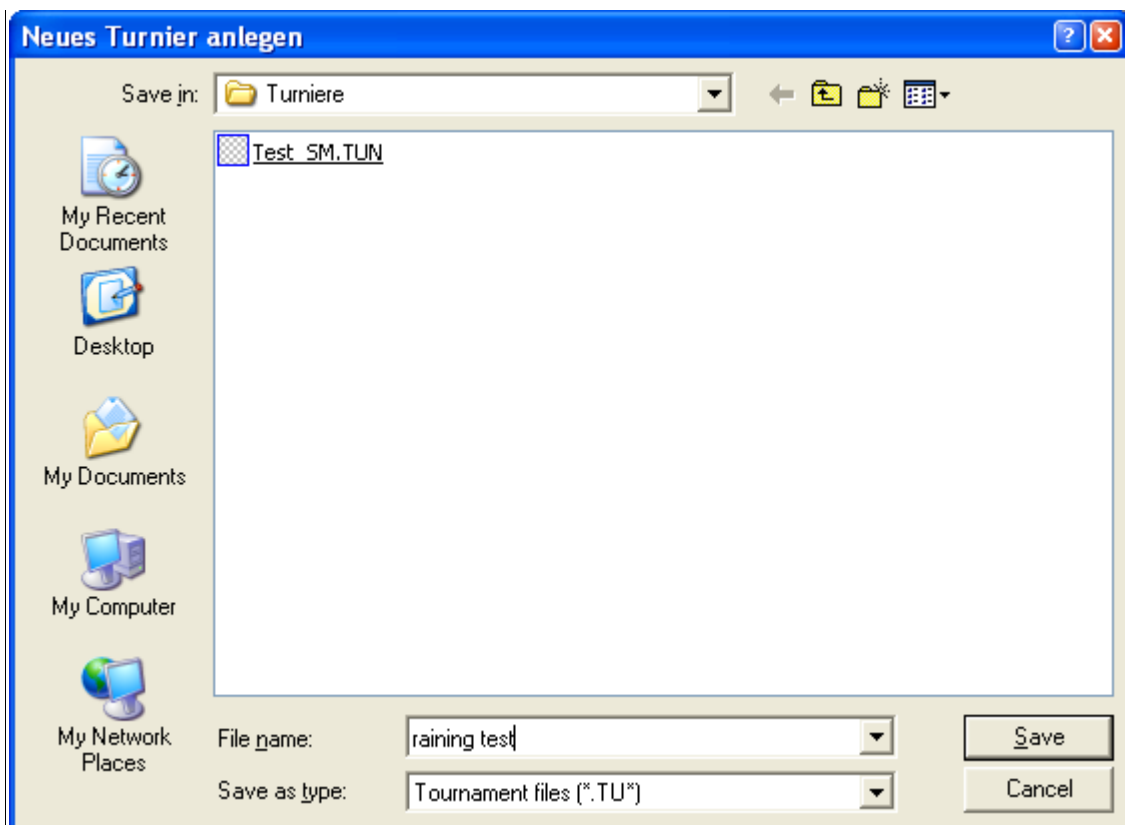 Neues Turnier anlegen
Save in:
Turniere
Test_SM.TUN
My Recent
Documents
Desktop
My Documents
My Computer
My Network
Places
File name:
raining test
Save
Save as type:
Tournament files (*.TU*)
Cancel